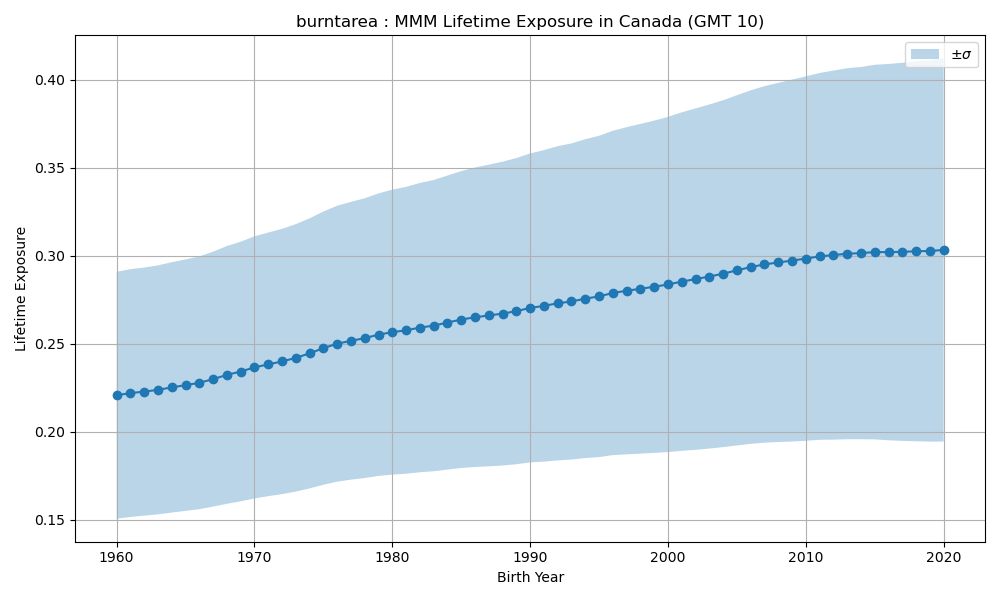 burntarea : MMM Lifetime Exposure in Canada (GMT 10)
±σ
Lifetime Exposure
0.40
0.35
0.30
0.25
0.20
0.15
1960 1970 1980 1990 2000 2010 2020
Birth Year